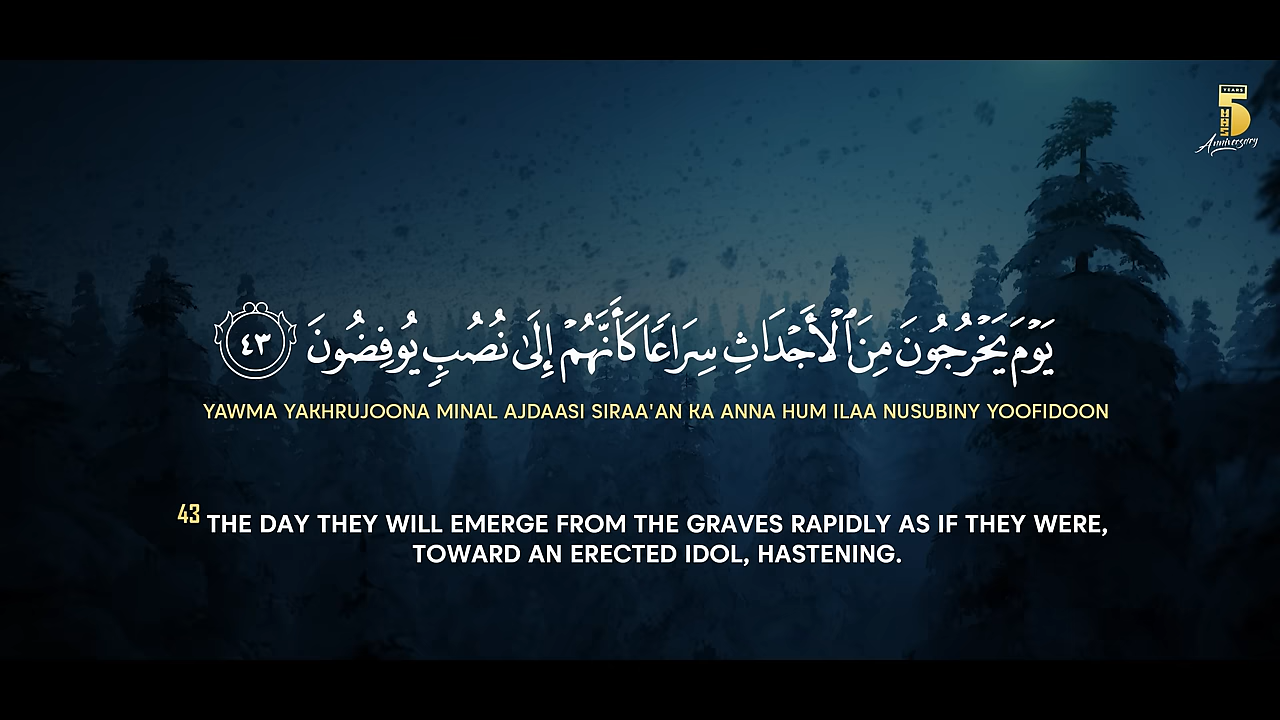 YEARS
5
Anniversary
يَوْمَ يَخْرُجُونَ مِنَ ٱلْأَجْدَاثِ سِرَاعًا كَأَنَّهُمْ إِلَىٰ نُصُبٍ يُوفِضُونَ ٤٣
YAWMA YAKHRUJOONA MINAL AJDAASI SIRAA'AN KA ANNA HUM ILAA NUSUBINY YOOFIDOON
43 THE DAY THEY WILL EMERGE FROM THE GRAVES RAPIDLY AS IF THEY WERE,
TOWARD AN ERECTED IDOL, HASTENING.